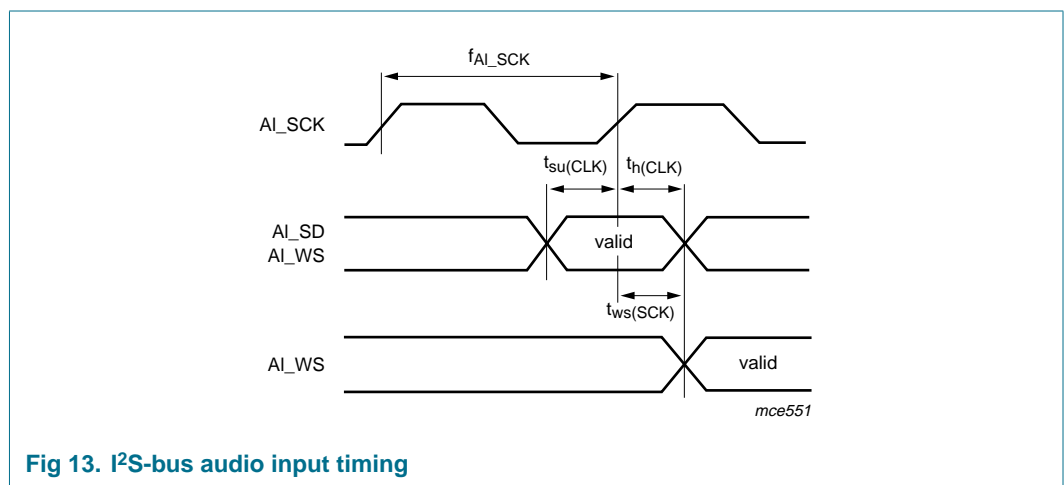 fAI_SCK
AI_SCK
tsu(CLK) th(CLK)
AI_SD
AI_WS
valid
tws(SCK)
AI_WS
valid
mce551
Fig 13. I²S-bus audio input timing